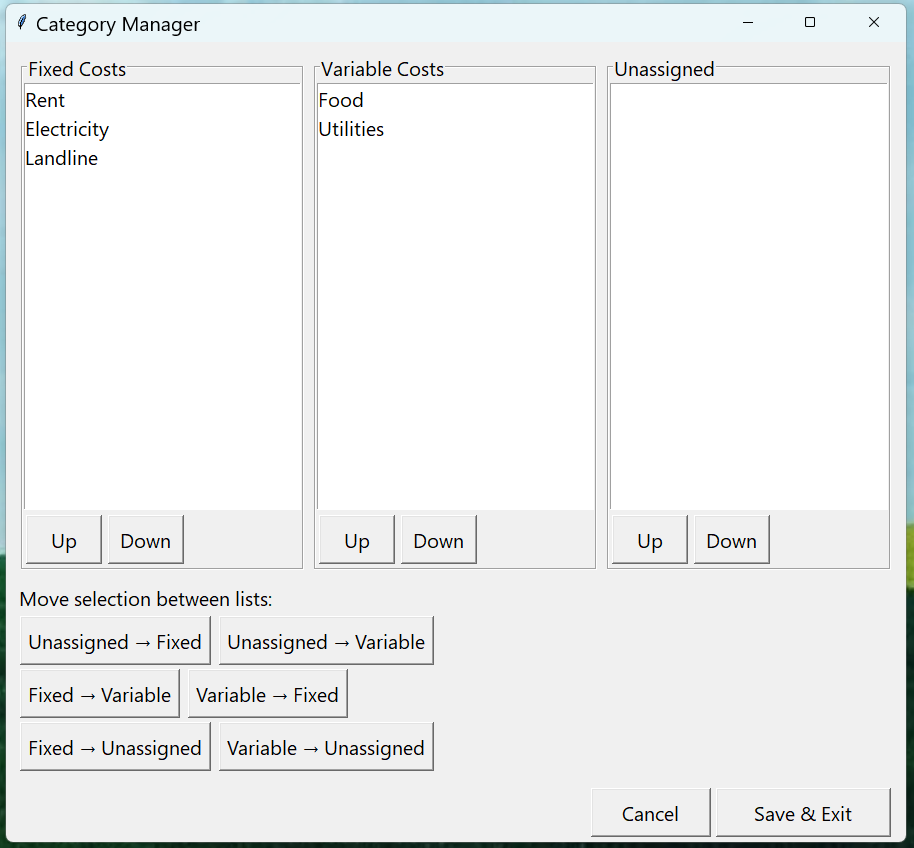 Category Manager
Fixed Costs
Rent
Electricity
Landline
Up Down
Variable Costs
Food
Utilities
Up Down
Unassigned
Up Down
Move selection between lists:
Unassigned → Fixed Unassigned → Variable
Fixed → Variable Variable → Fixed
Fixed → Unassigned Variable → Unassigned
Cancel Save & Exit